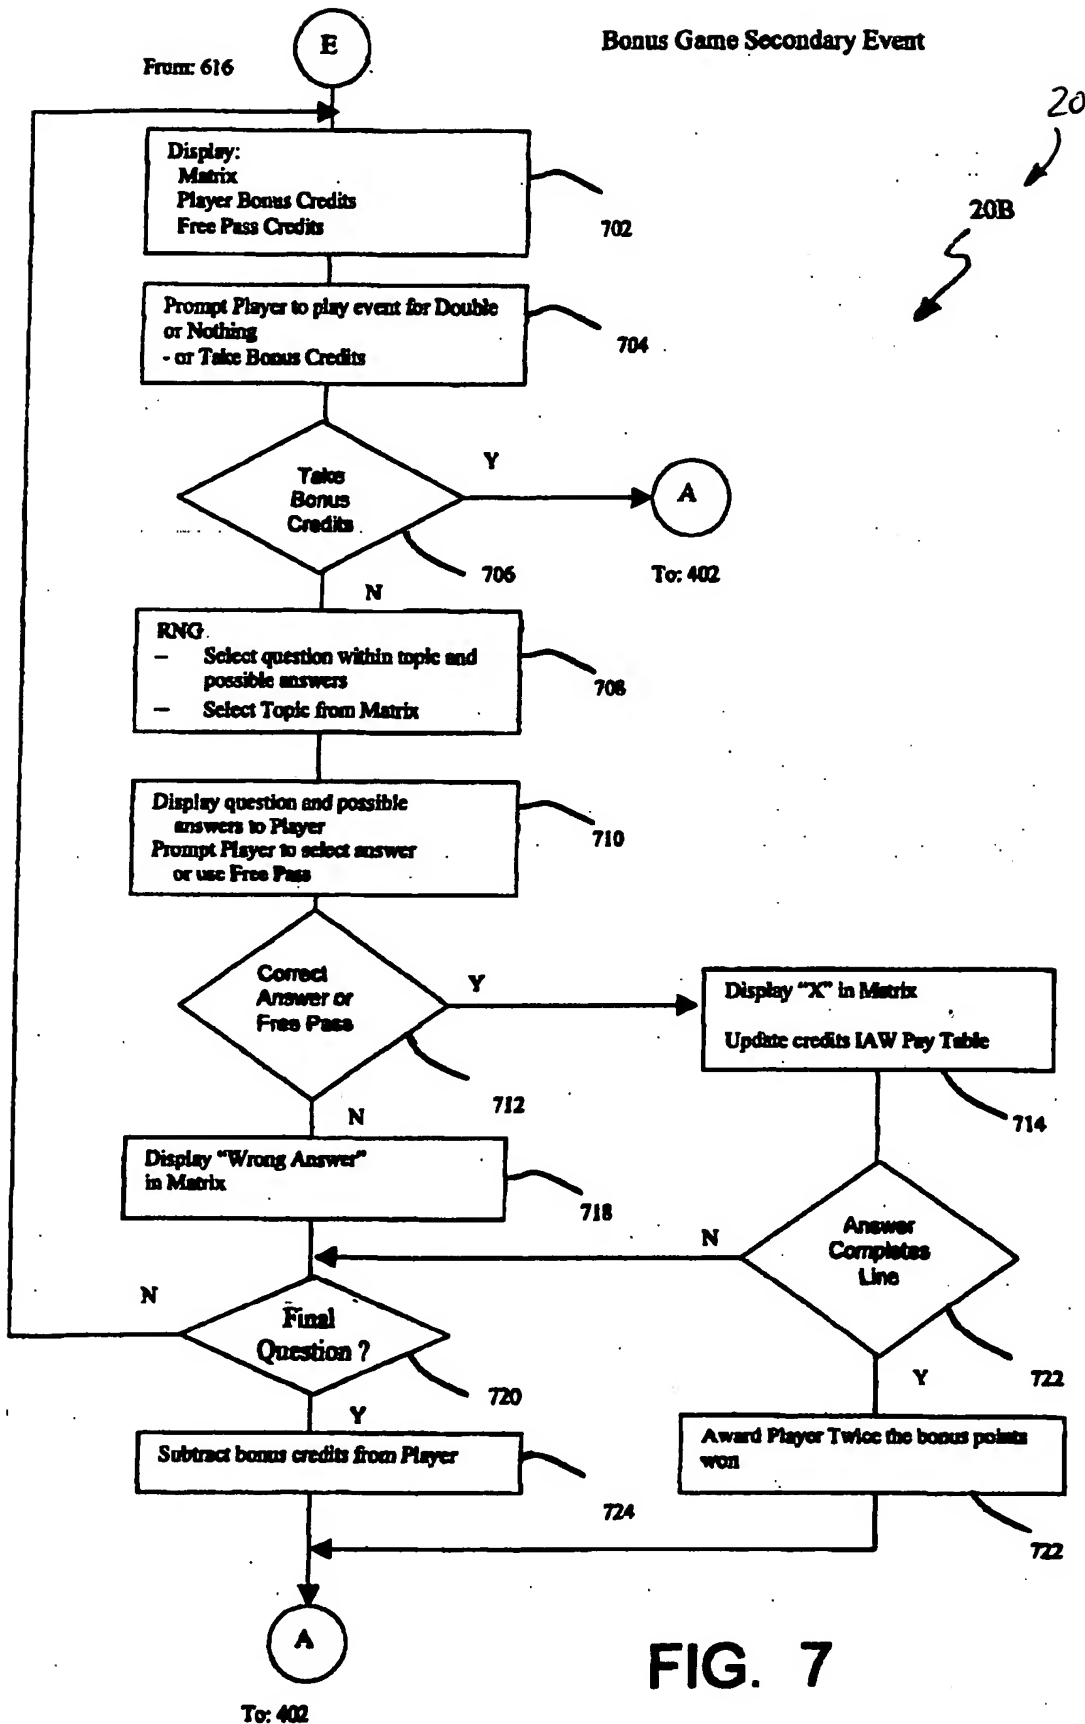 E
Bonus Game Secondary Event
From: 616
20
20B
Display:
Matrix
Player Bonus Credits
Free Pass Credits
702
Prompt Player to play event for Double
or Nothing
- or Take Bonus Credits
704
Take
Bonus
Credits
Y
A
706
To: 402
N
RNG
– Select question within topic and
possible answers
– Select Topic from Matrix
708
Display question and possible
answers to Player
Prompt Player to select answer
or use Free Pass
710
Correct
Answer or
Free Pass
Y
712
N
Display "X" in Matrix
Update credits IAW Pay Table
714
Display "Wrong Answer"
in Matrix
718
Answer
Completes
Line
N
722
Y
Final
Question ?
N
720
Y
Subtract bonus credits from Player
724
Award Player Twice the bonus points
won
722
A
To: 402
FIG. 7